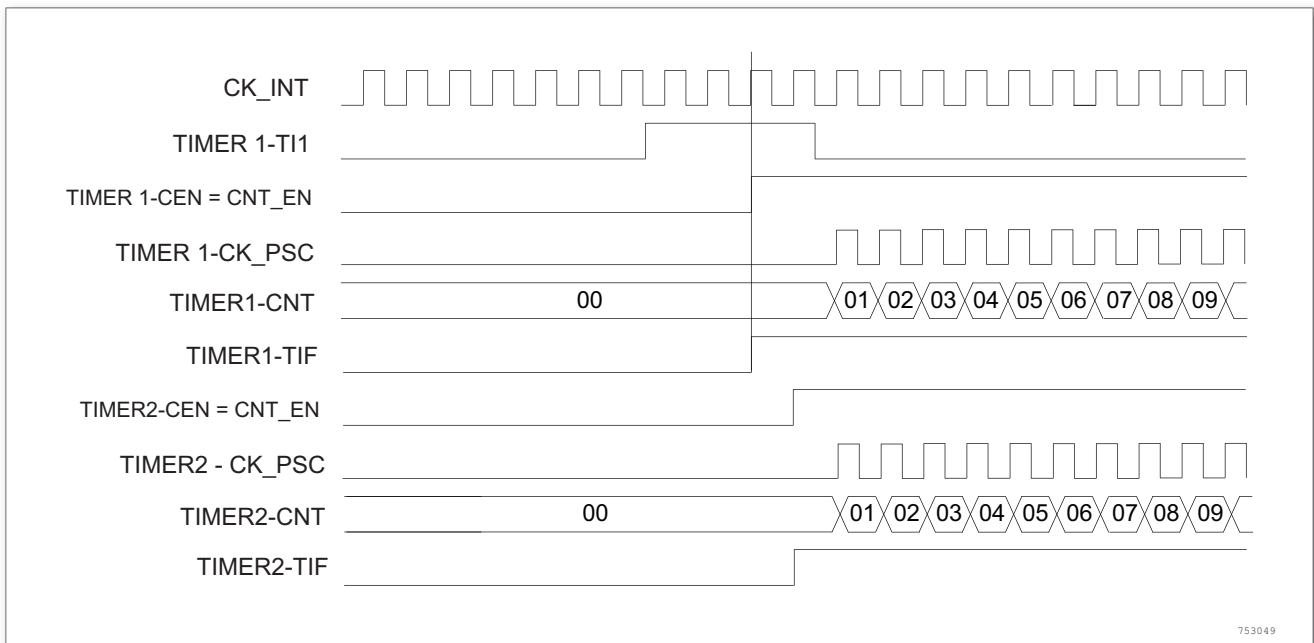 CK_INT
TIMER 1-TI1
TIMER 1-CEN = CNT_EN
TIMER 1-CK_PSC
TIMER1-CNT 00 01 02 03 04 05 06 07 08 09
TIMER1-TIF
TIMER2-CEN = CNT_EN
TIMER2 - CK_PSC
TIMER2-CNT 00 01 02 03 04 05 06 07 08 09
TIMER2-TIF
753049